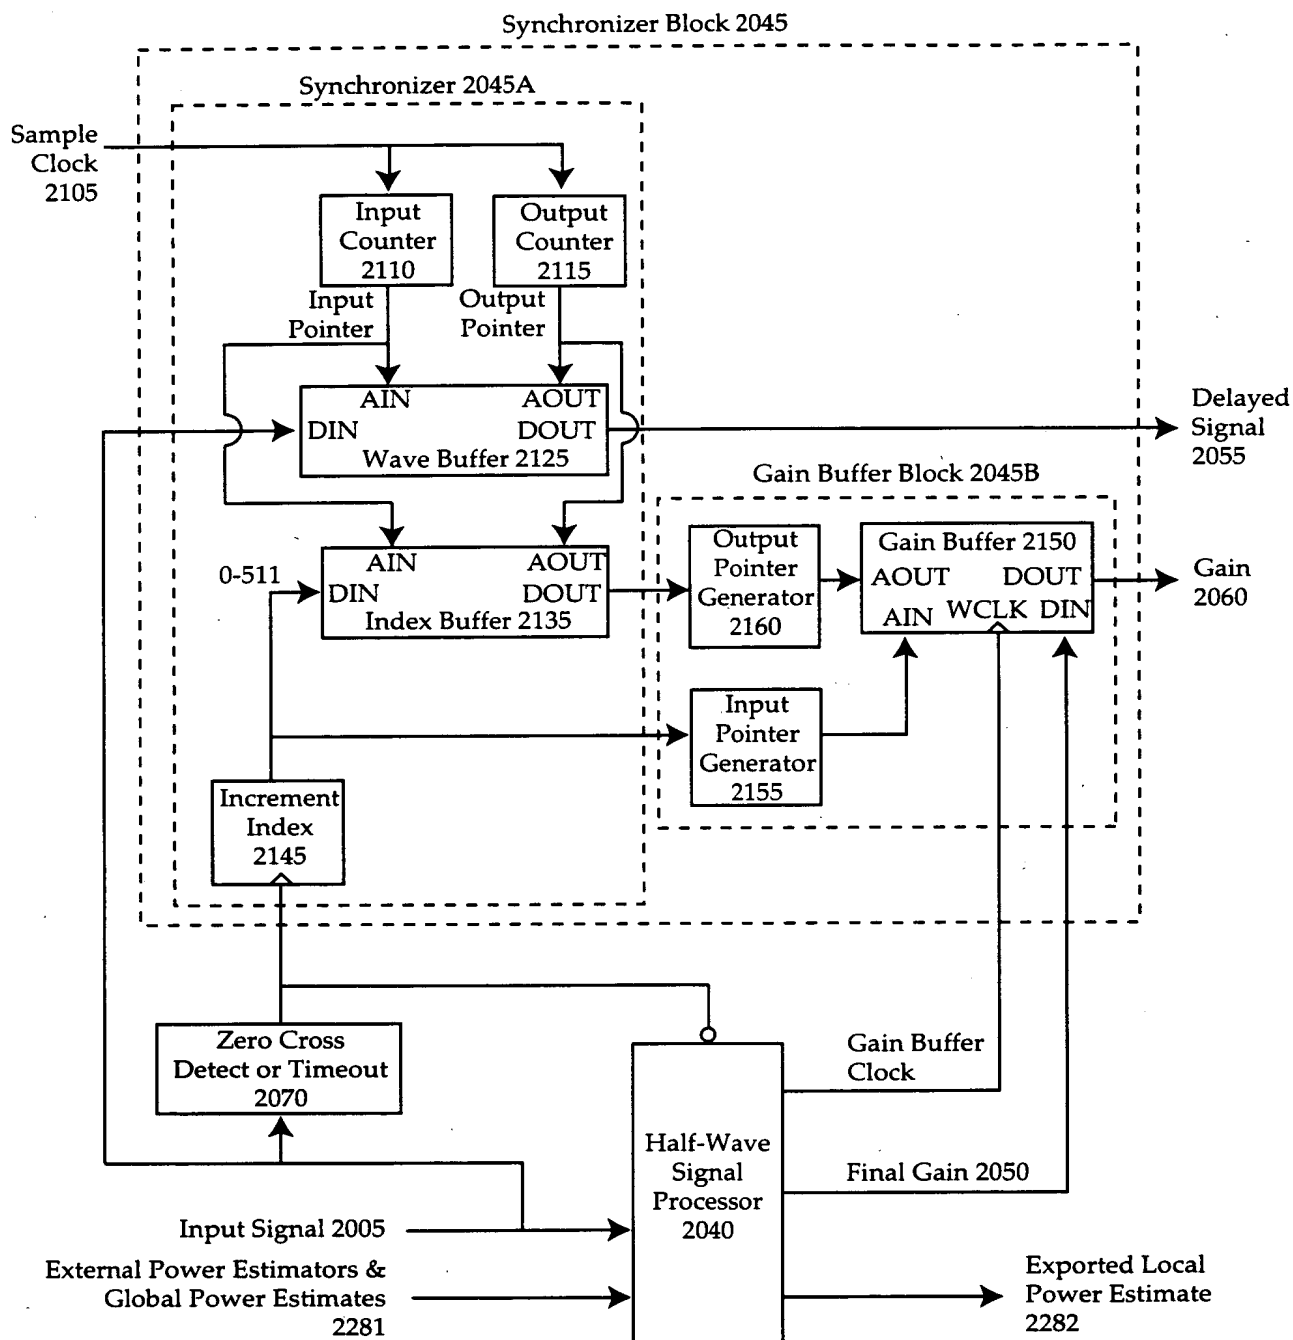 Synchronizer Block 2045
Synchronizer 2045A
Sample
Clock
2105
Input
Counter
2110
Output
Counter
2115
Input
Pointer
Output
Pointer
AIN
AOUT
DIN
DOUT
Wave Buffer 2125
Delayed
Signal
2055
Gain Buffer Block 2045B
0-511
AIN
AOUT
DIN
DOUT
Index Buffer 2135
Output
Pointer
Generator
2160
Gain Buffer 2150
AOUT
DOUT
AIN
WCLK
DIN
Gain
2060
Input
Pointer
Generator
2155
Increment
Index
2145
Zero Cross
Detect or Timeout
2070
Gain Buffer
Clock
Half-Wave
Signal
Processor
2040
Final Gain 2050
Input Signal 2005
External Power Estimators &
Global Power Estimates
2281
Exported Local
Power Estimate
2282